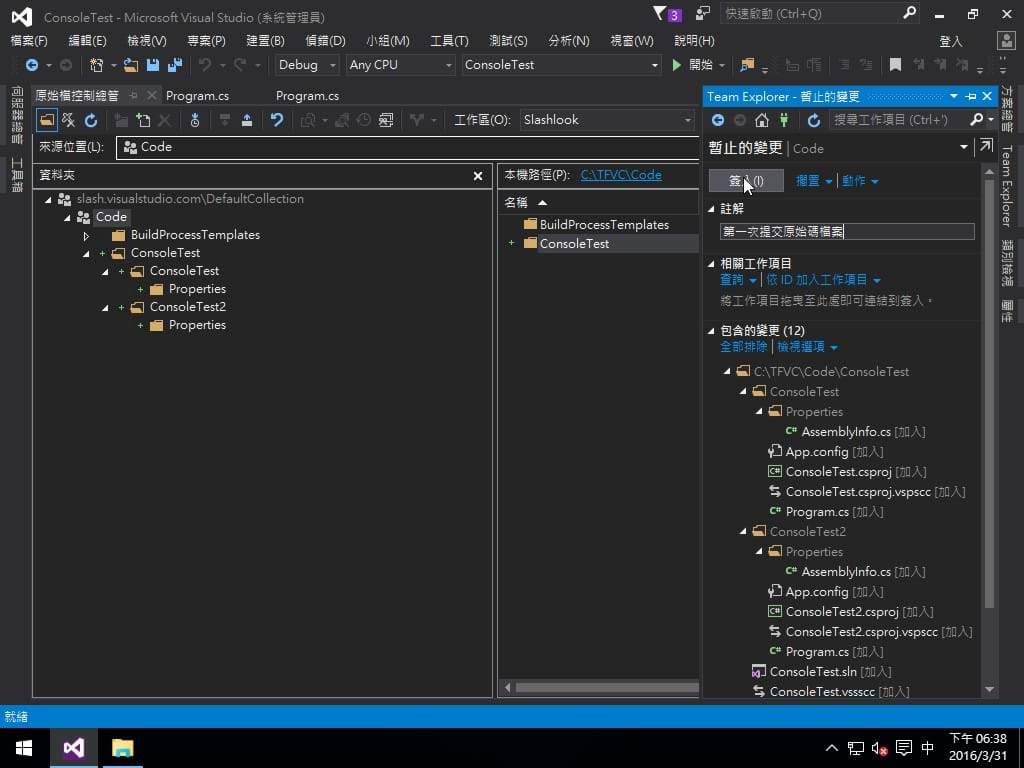 ConsoleTest - Microsoft Visual Studio (系統管理員)
3
快速啟動 (Ctrl+Q)
檔案(F) 編輯(E) 檢視(V) 專案(P) 建置(B) 偵錯(D) 小組(M) 工具(T) 測試(S) 分析(N) 視窗(W) 說明(H)
登入
Debug Any CPU ConsoleTest 開始
伺服器總管
工具箱
原始檔控制總管 Program.cs Program.cs
工作區(O): Slashlook
來源位置(L): Code
資料夾
slash.visualstudio.com\DefaultCollection
Code
BuildProcessTemplates
ConsoleTest
ConsoleTest
Properties
ConsoleTest2
Properties
本機路徑(P): C:\TFVC\Code
名稱
BuildProcessTemplates
ConsoleTest
Team Explorer - 暫止的變更
搜尋工作項目 (Ctrl+')
暫止的變更 | Code
簽入(I) 擱置 動作
註解
第一次提交原始碼檔案
相關工作項目
查詢 依 ID 加入工作項目
將工作項目拖曳至此處即可連結到簽入。
包含的變更 (12)
全部排除 檢視選項
C:\TFVC\Code\ConsoleTest
ConsoleTest
Properties
AssemblyInfo.cs [加入]
App.config [加入]
ConsoleTest.csproj [加入]
ConsoleTest.csproj.vspscc [加入]
Program.cs [加入]
ConsoleTest2
Properties
AssemblyInfo.cs [加入]
App.config [加入]
ConsoleTest2.csproj [加入]
ConsoleTest2.csproj.vspscc [加入]
Program.cs [加入]
ConsoleTest.sln [加入]
ConsoleTest.vssscc [加入]
方案總管
Team Explorer
類別檢視
屬性
就緒
中
下午 06:38
2016/3/31